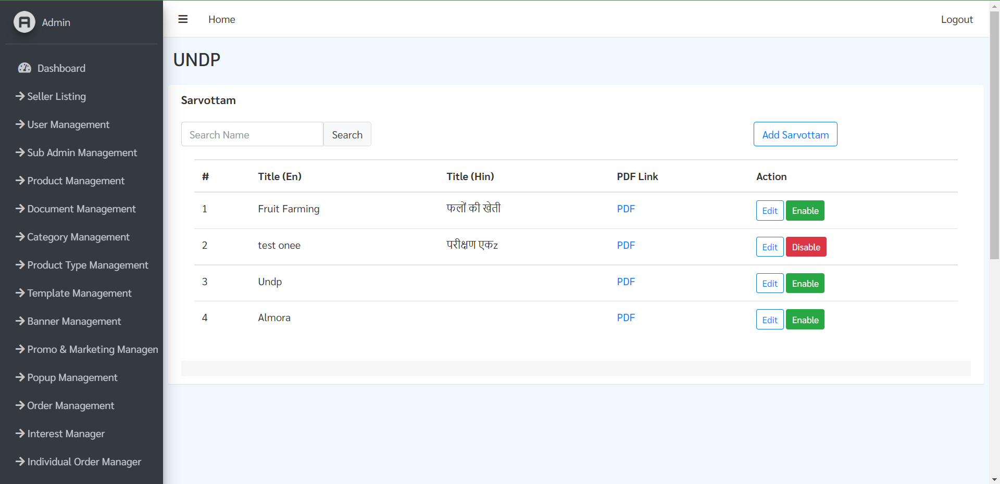 Admin
Home
Logout
Dashboard
Seller Listing
User Management
Sub Admin Management
Product Management
Document Management
Category Management
Product Type Management
Template Management
Banner Management
Promo & Marketing Managen
Popup Management
Order Management
Interest Manager
Individual Order Manager
UNDP
Sarvottam
Search Name Search Add Sarvottam
# Title (En) Title (Hin) PDF Link Action
1 Fruit Farming फलों की खेती PDF Edit Enable
2 test onee परीक्षण एकz PDF Edit Disable
3 Undp PDF Edit Enable
4 Almora PDF Edit Enable